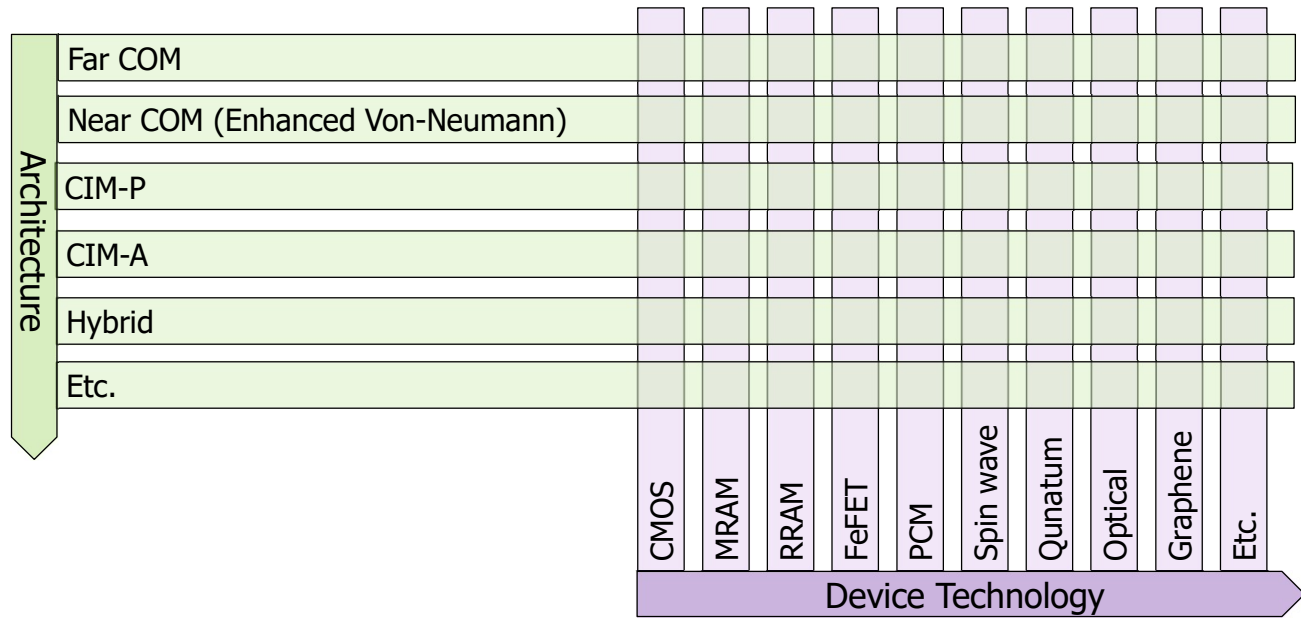 Far COM
Near COM (Enhanced Von-Neumann)
CIM-P
CIM-A
Hybrid
Etc.
Architecture
CMOS
MRAM
RRAM
FeFET
PCM
Spin wave
Qunatum
Optical
Graphene
Etc.
Device Technology